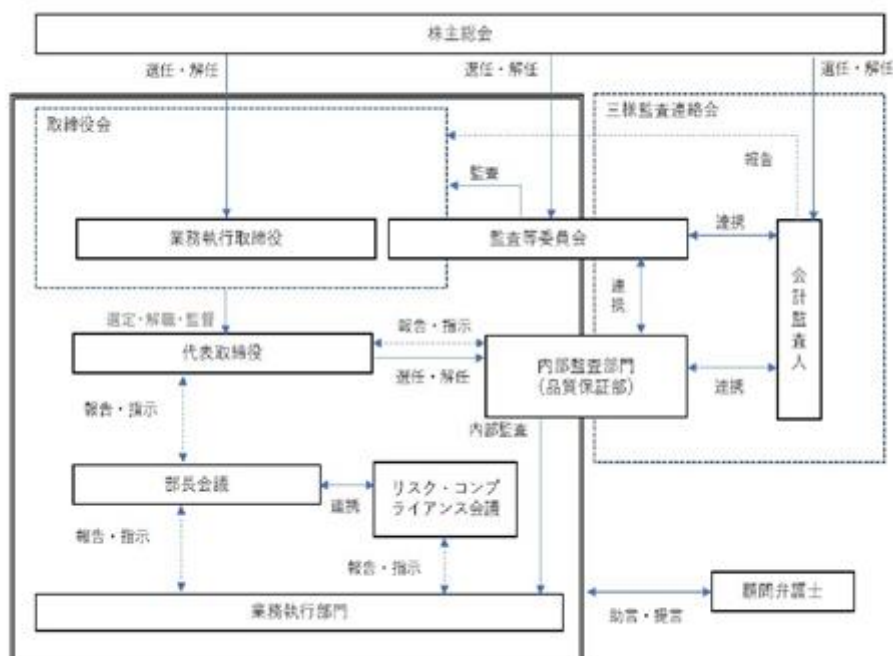 株主総会
選任・解任
選任・解任
選任・解任
取締役会
三様監査連絡会
報告
監査
業務執行取締役
監査等委員会
連携
会計監査人
連携
選定・解職・監督
報告・指示
代表取締役
選任・解任
内部監査部門
(品質保証部)
連携
報告・指示
内部監査
部長会議
連携
リスク・コンプ
ライアンス会議
報告・指示
報告・指示
業務執行部門
顧問弁護士
助言・提言